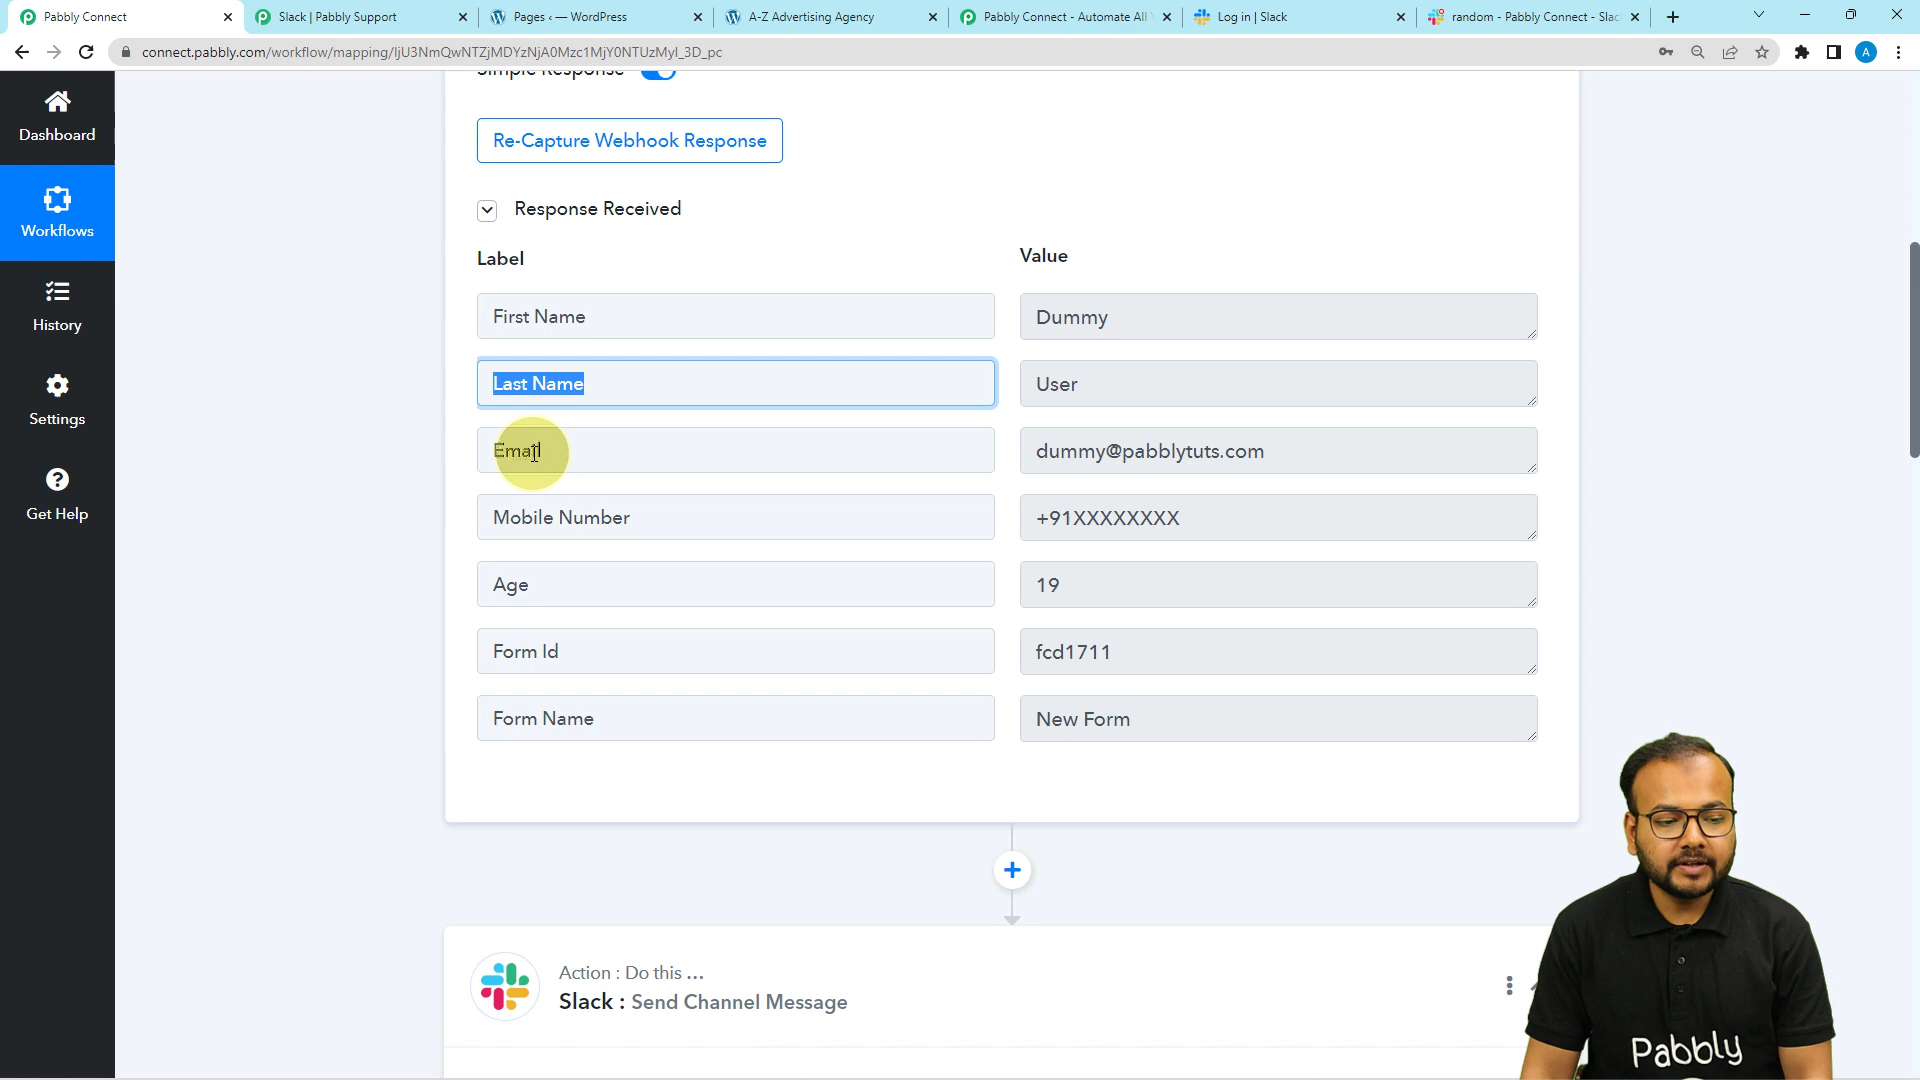 Pabbly Connect
Slack | Pabbly Support
Pages ‹ — WordPress
A-Z Advertising Agency
Pabbly Connect - Automate All
Log in | Slack
random - Pabbly Connect - Slac
connect.pabbly.com/workflow/mapping/IjU3NmQwNTZjMDYzNjA0Mzc1MjY0NTUzMyI_3D_pc
A
Simple Response
Dashboard
Workflows
History
Settings
Get Help
Re-Capture Webhook Response
Response Received
Label Value
First Name Dummy
Last Name User
Email dummy@pabblytuts.com
Mobile Number +91XXXXXXXX
Age 19
Form Id fcd1711
Form Name New Form
Action : Do this ...
Slack : Send Channel Message
Pabbly